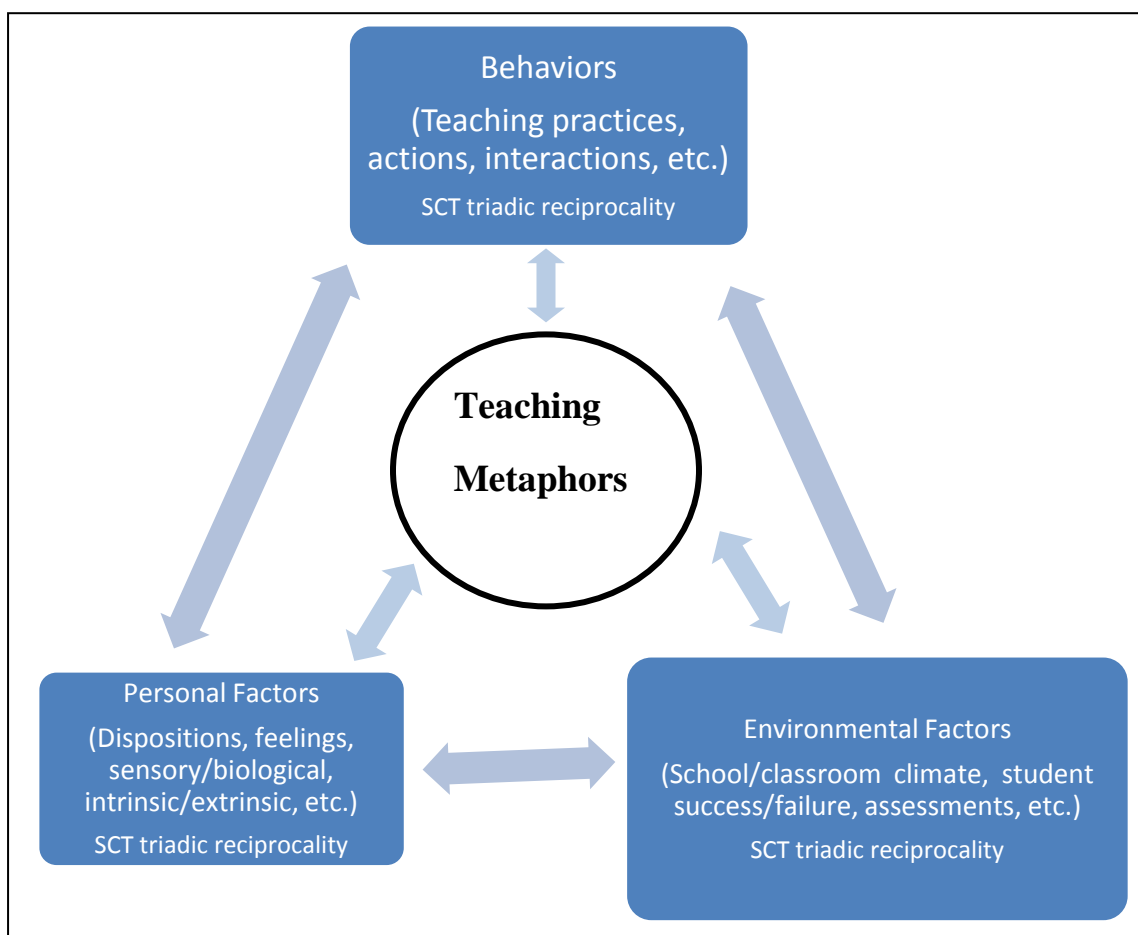 Behaviors
(Teaching practices,
actions, interactions, etc.)
SCT triadic reciprocality
Teaching
Metaphors
Personal Factors
(Dispositions, feelings,
sensory/biological,
intrinsic/extrinsic, etc.)
SCT triadic reciprocality
Environmental Factors
(School/classroom climate, student
success/failure, assessments, etc.)
SCT triadic reciprocality